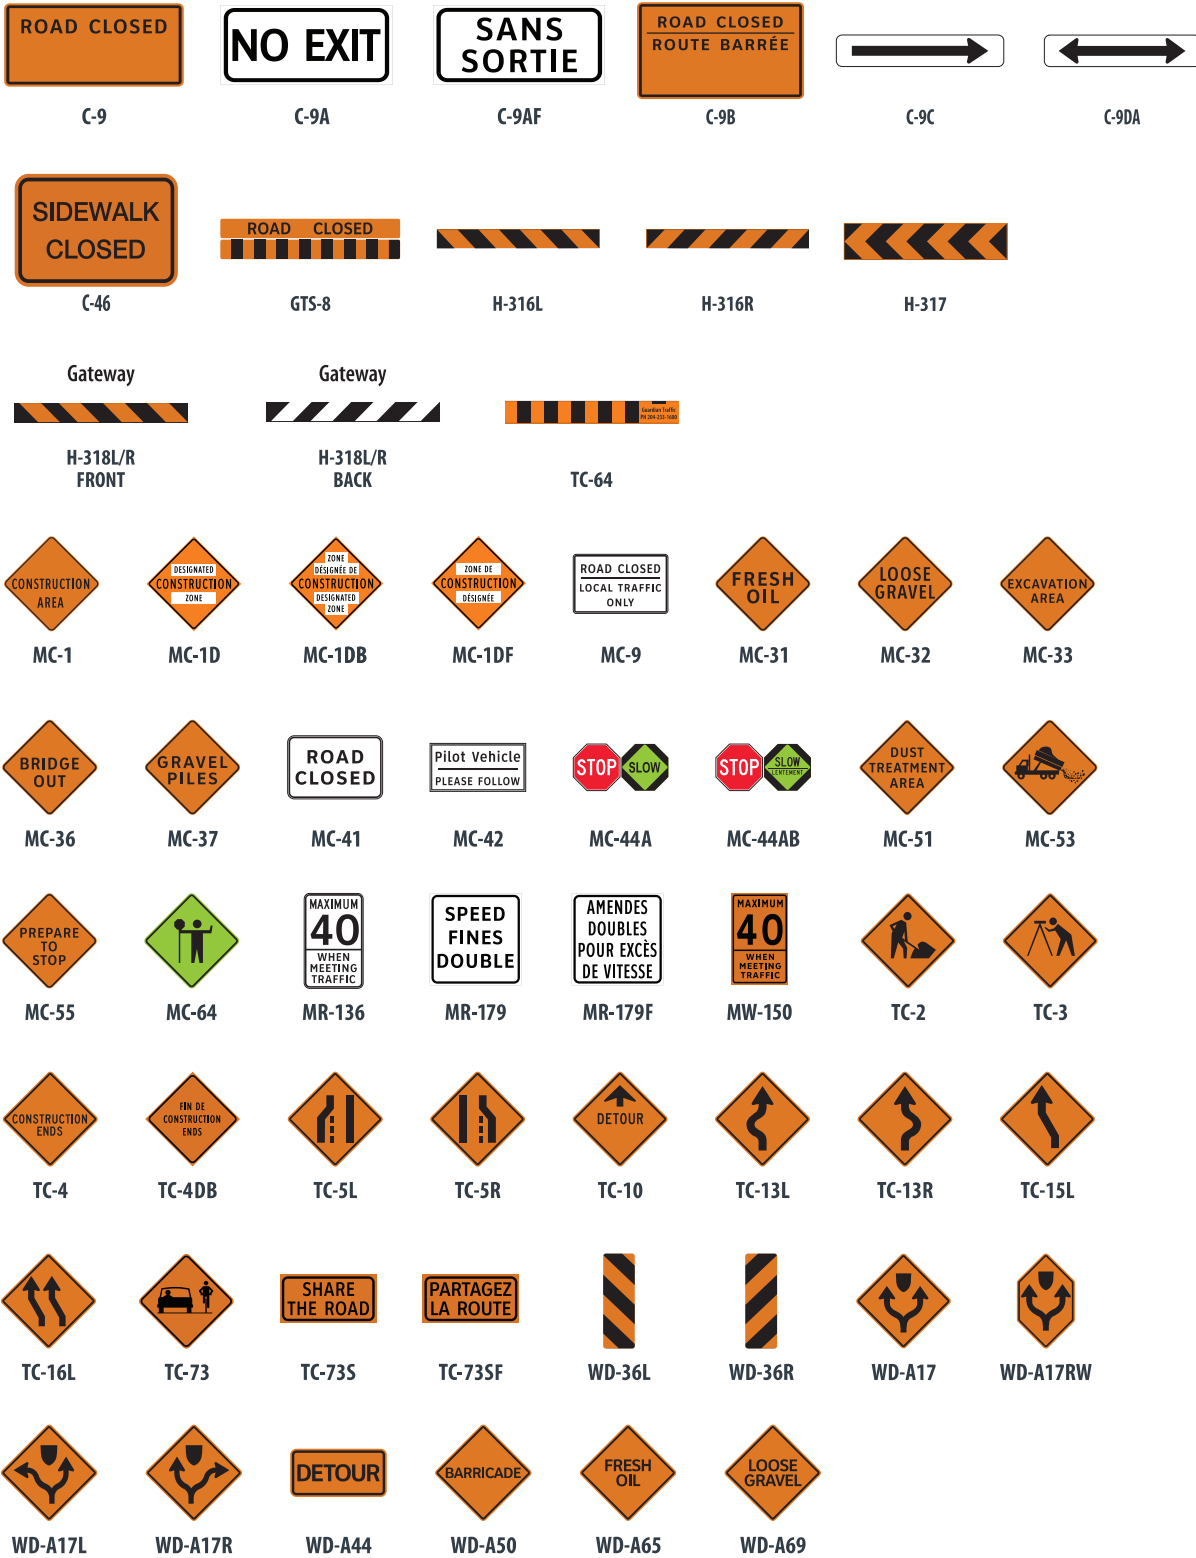 ROAD CLOSED
C-9
NO EXIT
C-9A
SANS
SORTIE
C-9AF
ROAD CLOSED
ROUTE BARRÉE
C-9B
C-9C
C-9DA
SIDEWALK
CLOSED
C-46
ROAD CLOSED
GTS-8
H-316L
H-316R
H-317
Gateway
H-318L/R
FRONT
Gateway
H-318L/R
BACK
Guardian Traffic
PH 204-233-1600
TC-64
CONSTRUCTION
AREA
MC-1
DESIGNATED
CONSTRUCTION
ZONE
MC-1D
ZONE
DÉSIGNÉE DE
CONSTRUCTION
DESIGNATED
ZONE
MC-1DB
ZONE DE
CONSTRUCTION
DÉSIGNÉE
MC-1DF
ROAD CLOSED
LOCAL TRAFFIC
ONLY
MC-9
FRESH
OIL
MC-31
LOOSE
GRAVEL
MC-32
EXCAVATION
AREA
MC-33
BRIDGE
OUT
MC-36
GRAVEL
PILES
MC-37
ROAD
CLOSED
MC-41
Pilot Vehicle
PLEASE FOLLOW
MC-42
STOP
SLOW
MC-44A
STOP
SLOW
LENTEMENT
MC-44AB
DUST
TREATMENT
AREA
MC-51
MC-53
PREPARE
TO
STOP
MC-55
MC-64
MAXIMUM
40
WHEN
MEETING
TRAFFIC
MR-136
SPEED
FINES
DOUBLE
MR-179
AMENDES
DOUBLES
POUR EXCÈS
DE VITESSE
MR-179F
MAXIMUM
40
WHEN
MEETING
TRAFFIC
MW-150
TC-2
TC-3
CONSTRUCTION
ENDS
TC-4
FIN DE
CONSTRUCTION
ENDS
TC-4DB
TC-5L
TC-5R
DETOUR
TC-10
TC-13L
TC-13R
TC-15L
TC-16L
TC-73
SHARE
THE ROAD
TC-73S
PARTAGEZ
LA ROUTE
TC-73SF
WD-36L
WD-36R
WD-A17
WD-A17RW
WD-A17L
WD-A17R
DETOUR
WD-A44
BARRICADE
WD-A50
FRESH
OIL
WD-A65
LOOSE
GRAVEL
WD-A69